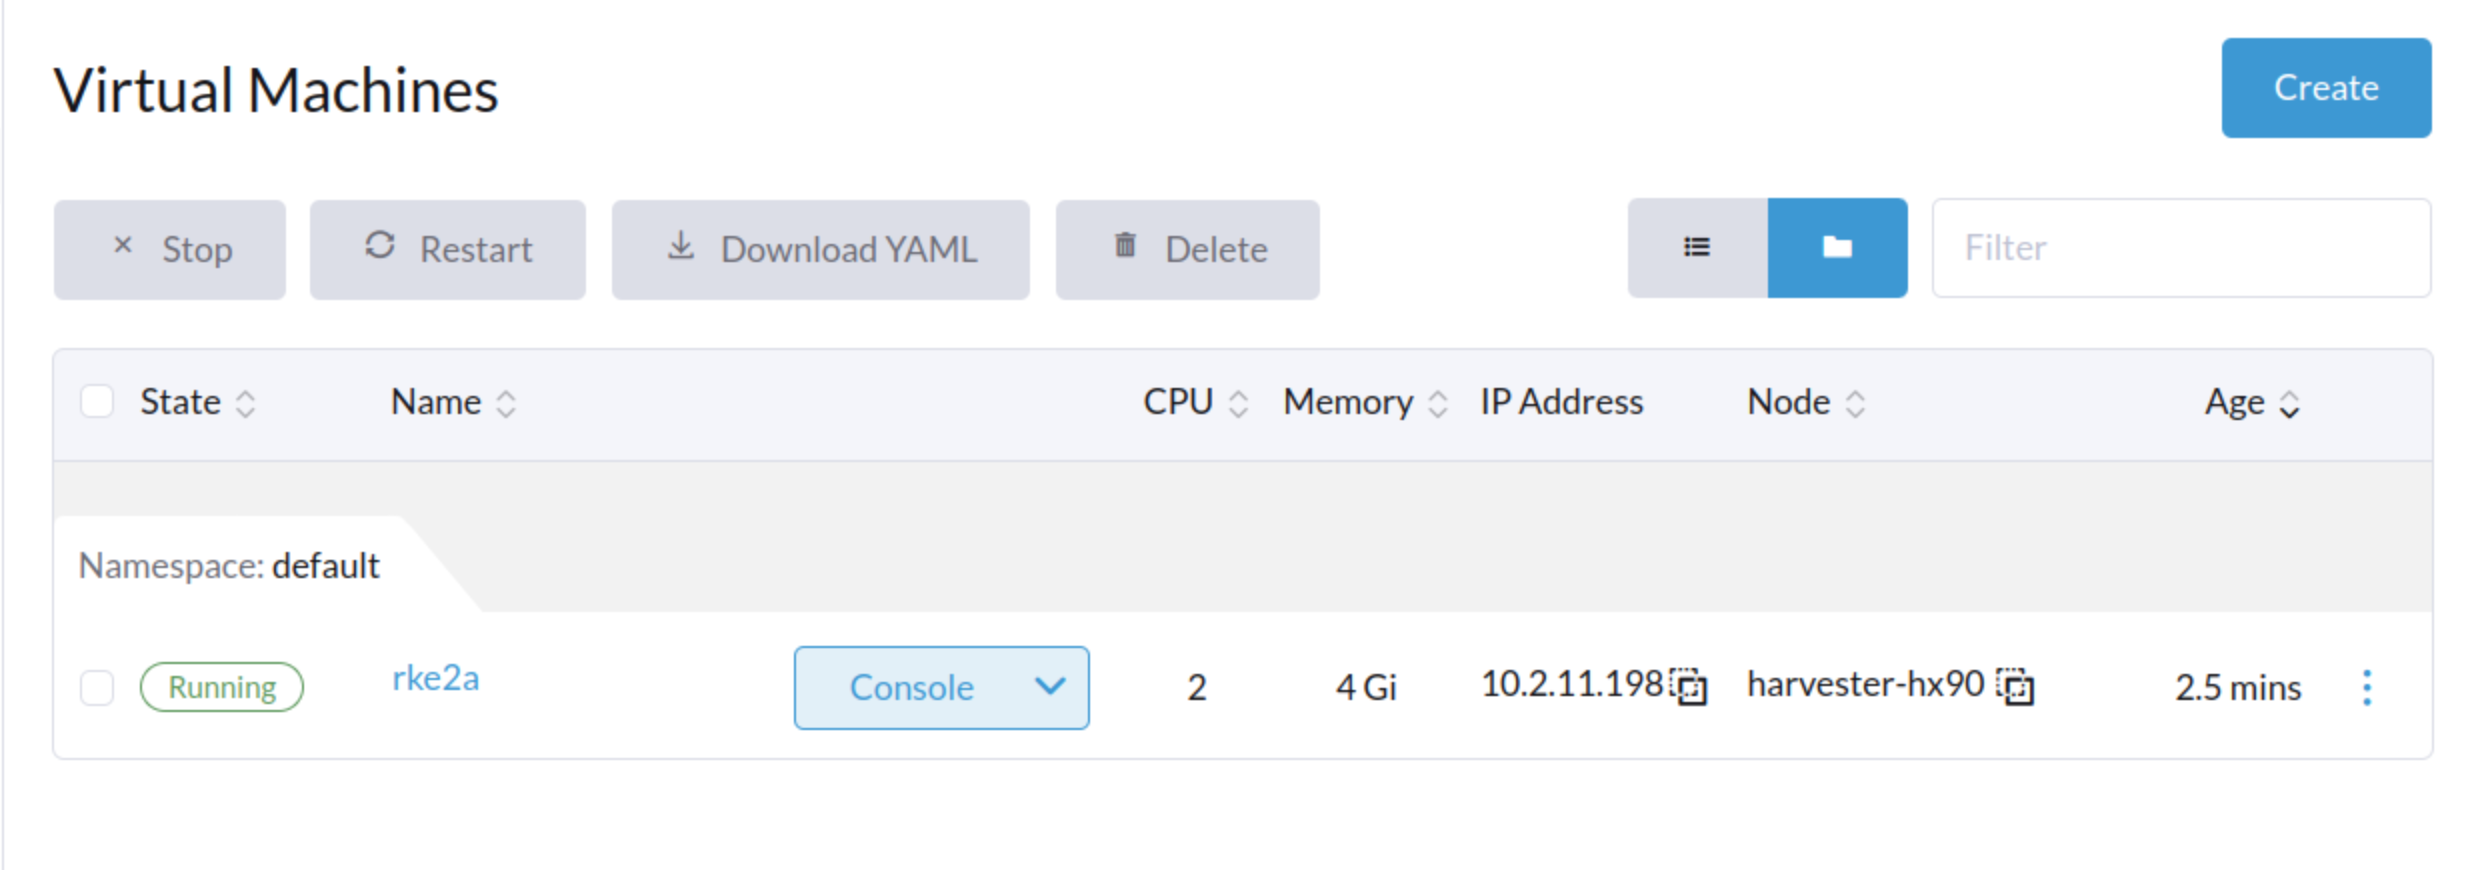 Virtual Machines
Create
Stop Restart Download YAML Delete Filter
State Name CPU Memory IP Address Node Age
Namespace: default
Running rke2a Console 2 4 Gi 10.2.11.198 harvester-hx90 2.5 mins